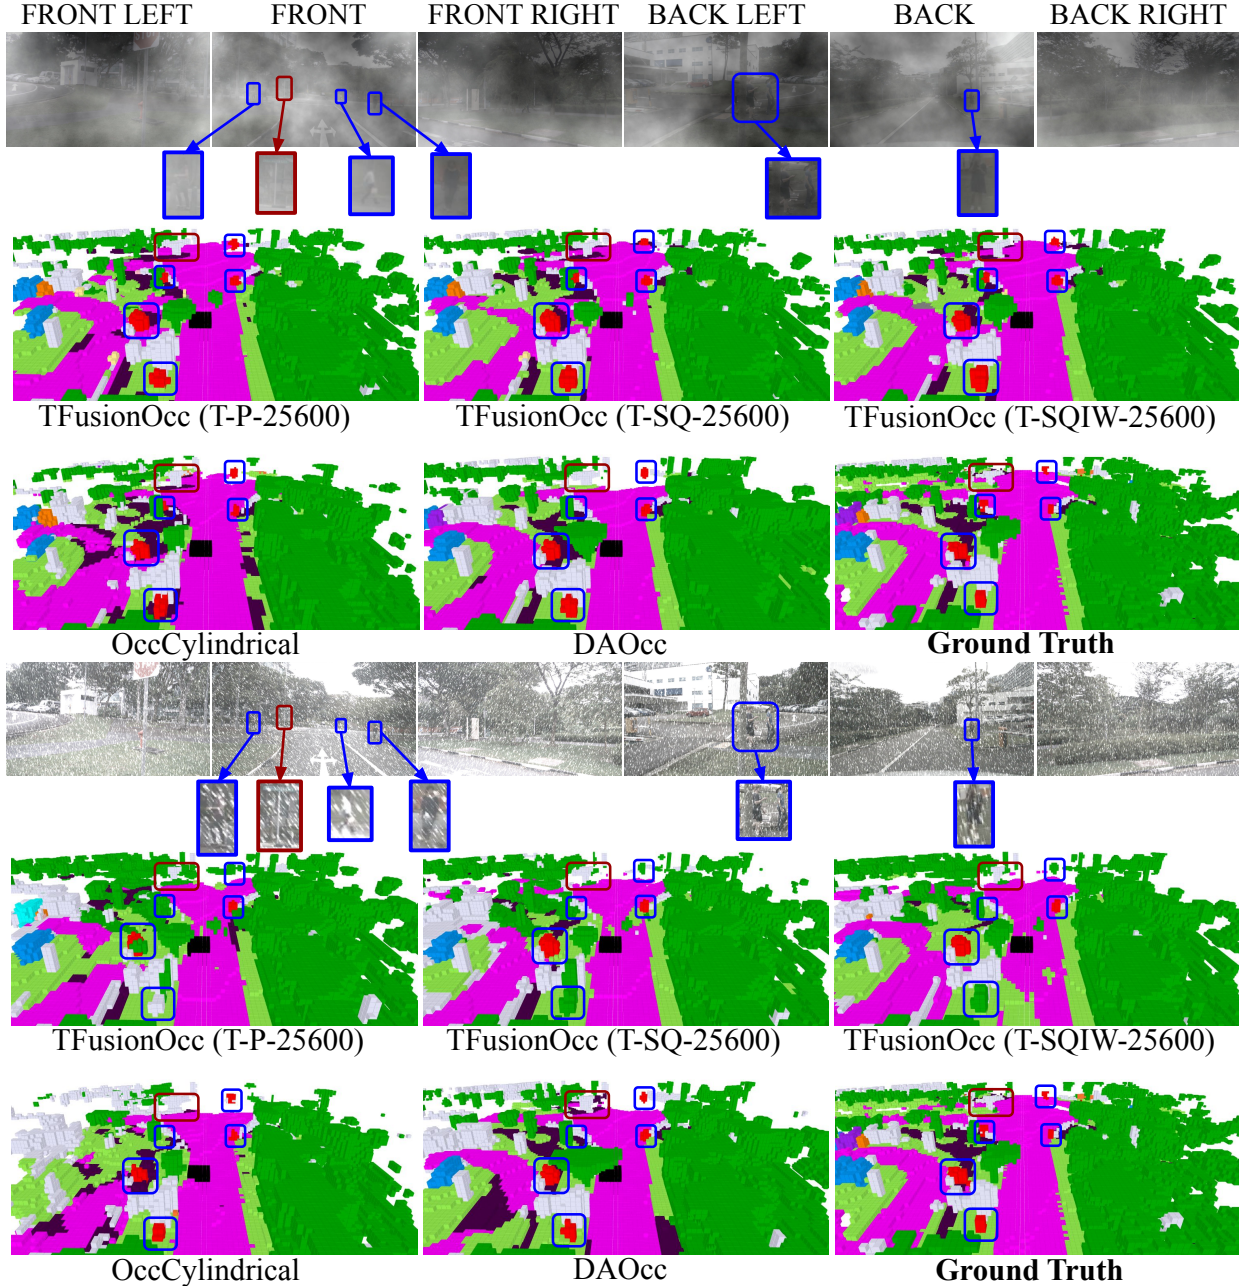 FRONT LEFT FRONT FRONT RIGHT BACK LEFT BACK BACK RIGHT
TFusionOcc (T-P-25600) TFusionOcc (T-SQ-25600) TFusionOcc (T-SQIW-25600)
OccCylindrical DAOcc Ground Truth
TFusionOcc (T-P-25600) TFusionOcc (T-SQ-25600) TFusionOcc (T-SQIW-25600)
OccCylindrical DAOcc Ground Truth